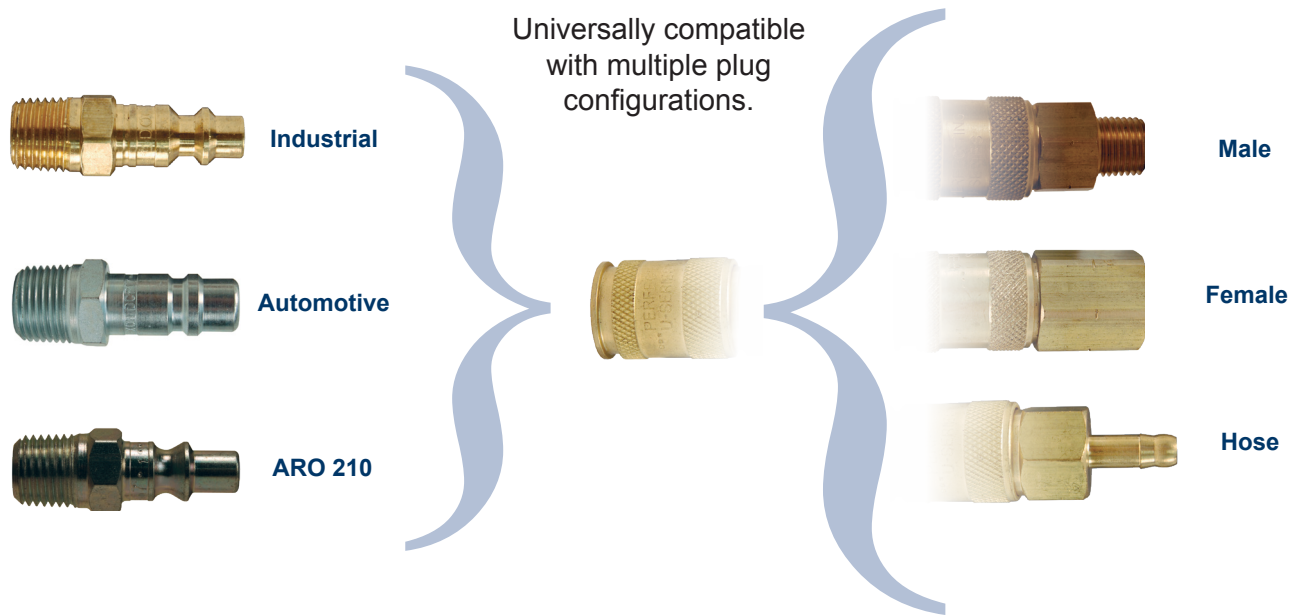 Universally compatible
with multiple plug
configurations.
Industrial
Automotive
ARO 210
Male
Female
Hose